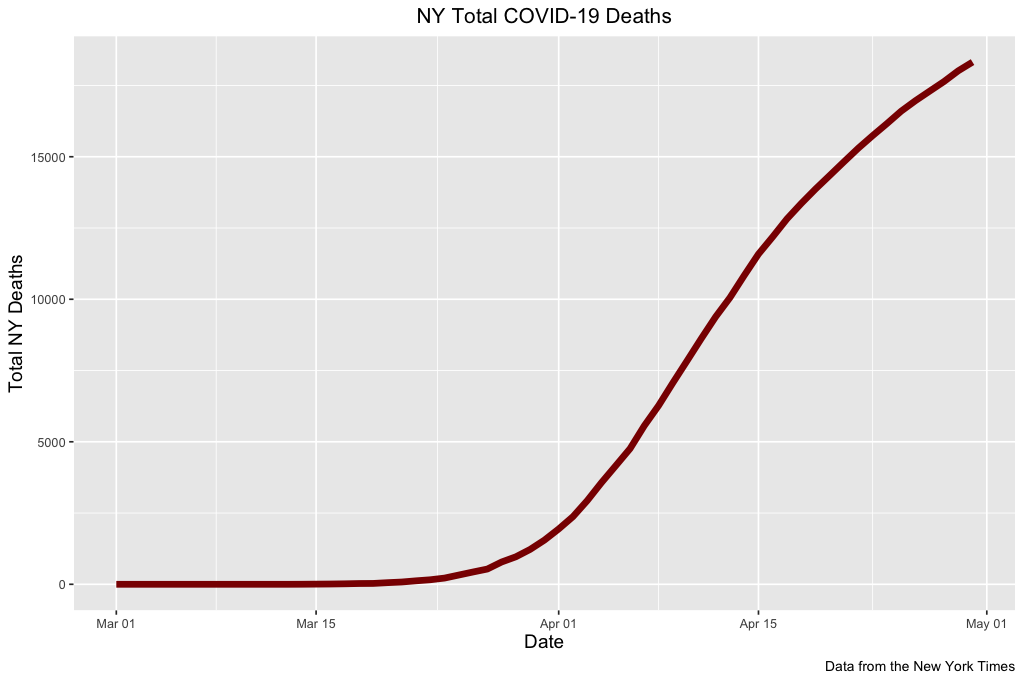 NY Total COVID-19 Deaths
Total NY Deaths
15000
10000
5000
0
Mar 01
Mar 15
Apr 01
Apr 15
May 01
Date
Data from the New York Times